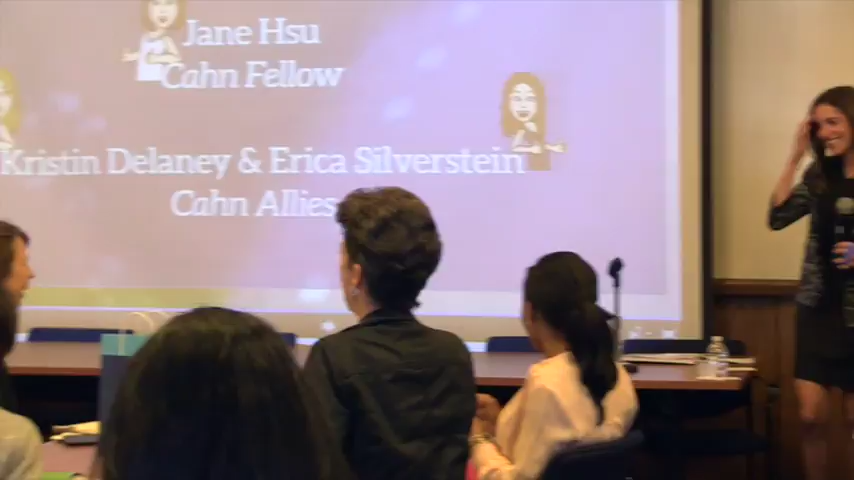 Jane Hsu
Cahn Fellow
Kristin Delaney & Erica Silverstein
Cahn Allies